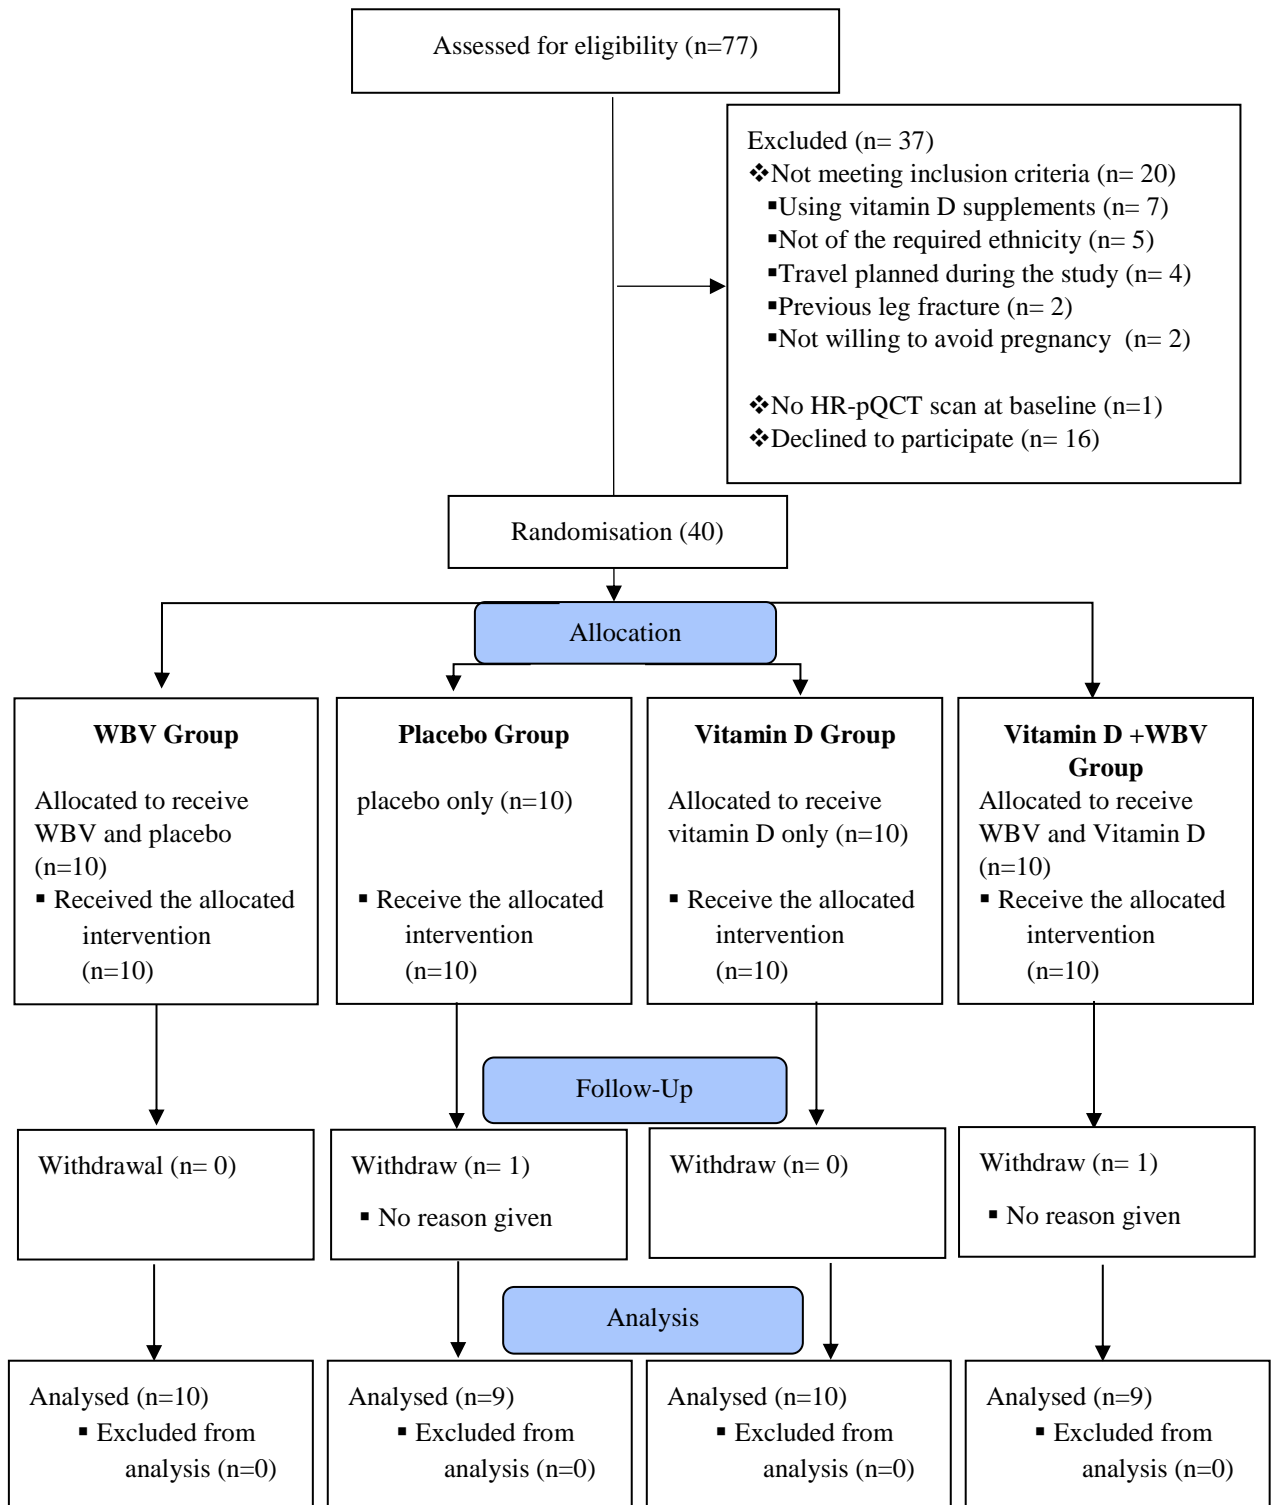 Assessed for eligibility (n=77)
Excluded (n= 37)
❖Not meeting inclusion criteria (n= 20)
▪Using vitamin D supplements (n= 7)
▪Not of the required ethnicity (n= 5)
▪Travel planned during the study (n= 4)
▪Previous leg fracture (n= 2)
▪Not willing to avoid pregnancy (n= 2)
❖No HR-pQCT scan at baseline (n=1)
❖Declined to participate (n= 16)
Randomisation (40)
Allocation
WBV Group
Allocated to receive
WBV and placebo
(n=10)
▪ Received the allocated
intervention
(n=10)
Placebo Group
placebo only (n=10)
▪ Receive the allocated
intervention
(n=10)
Vitamin D Group
Allocated to receive
vitamin D only (n=10)
▪ Receive the allocated
intervention
(n=10)
Vitamin D +WBV
Group
Allocated to receive
WBV and Vitamin D
(n=10)
▪ Receive the allocated
intervention
(n=10)
Follow-Up
Withdrawal (n= 0)
Withdraw (n= 1)
▪ No reason given
Withdraw (n= 0)
Withdraw (n= 1)
▪ No reason given
Analysis
Analysed (n=10)
▪ Excluded from
analysis (n=0)
Analysed (n=9)
▪ Excluded from
analysis (n=0)
Analysed (n=10)
▪ Excluded from
analysis (n=0)
Analysed (n=9)
▪ Excluded from
analysis (n=0)